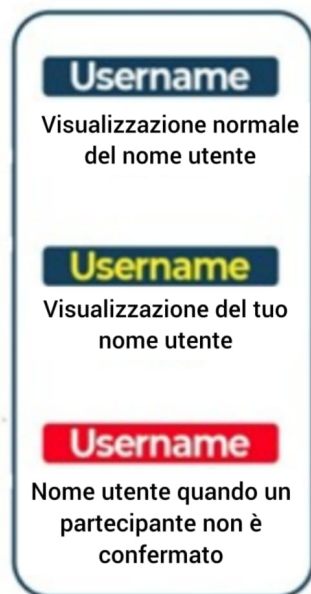 Username
Visualizzazione normale
del nome utente
Username
Visualizzazione del tuo
nome utente
Username
Nome utente quando un
partecipante non è
confermato